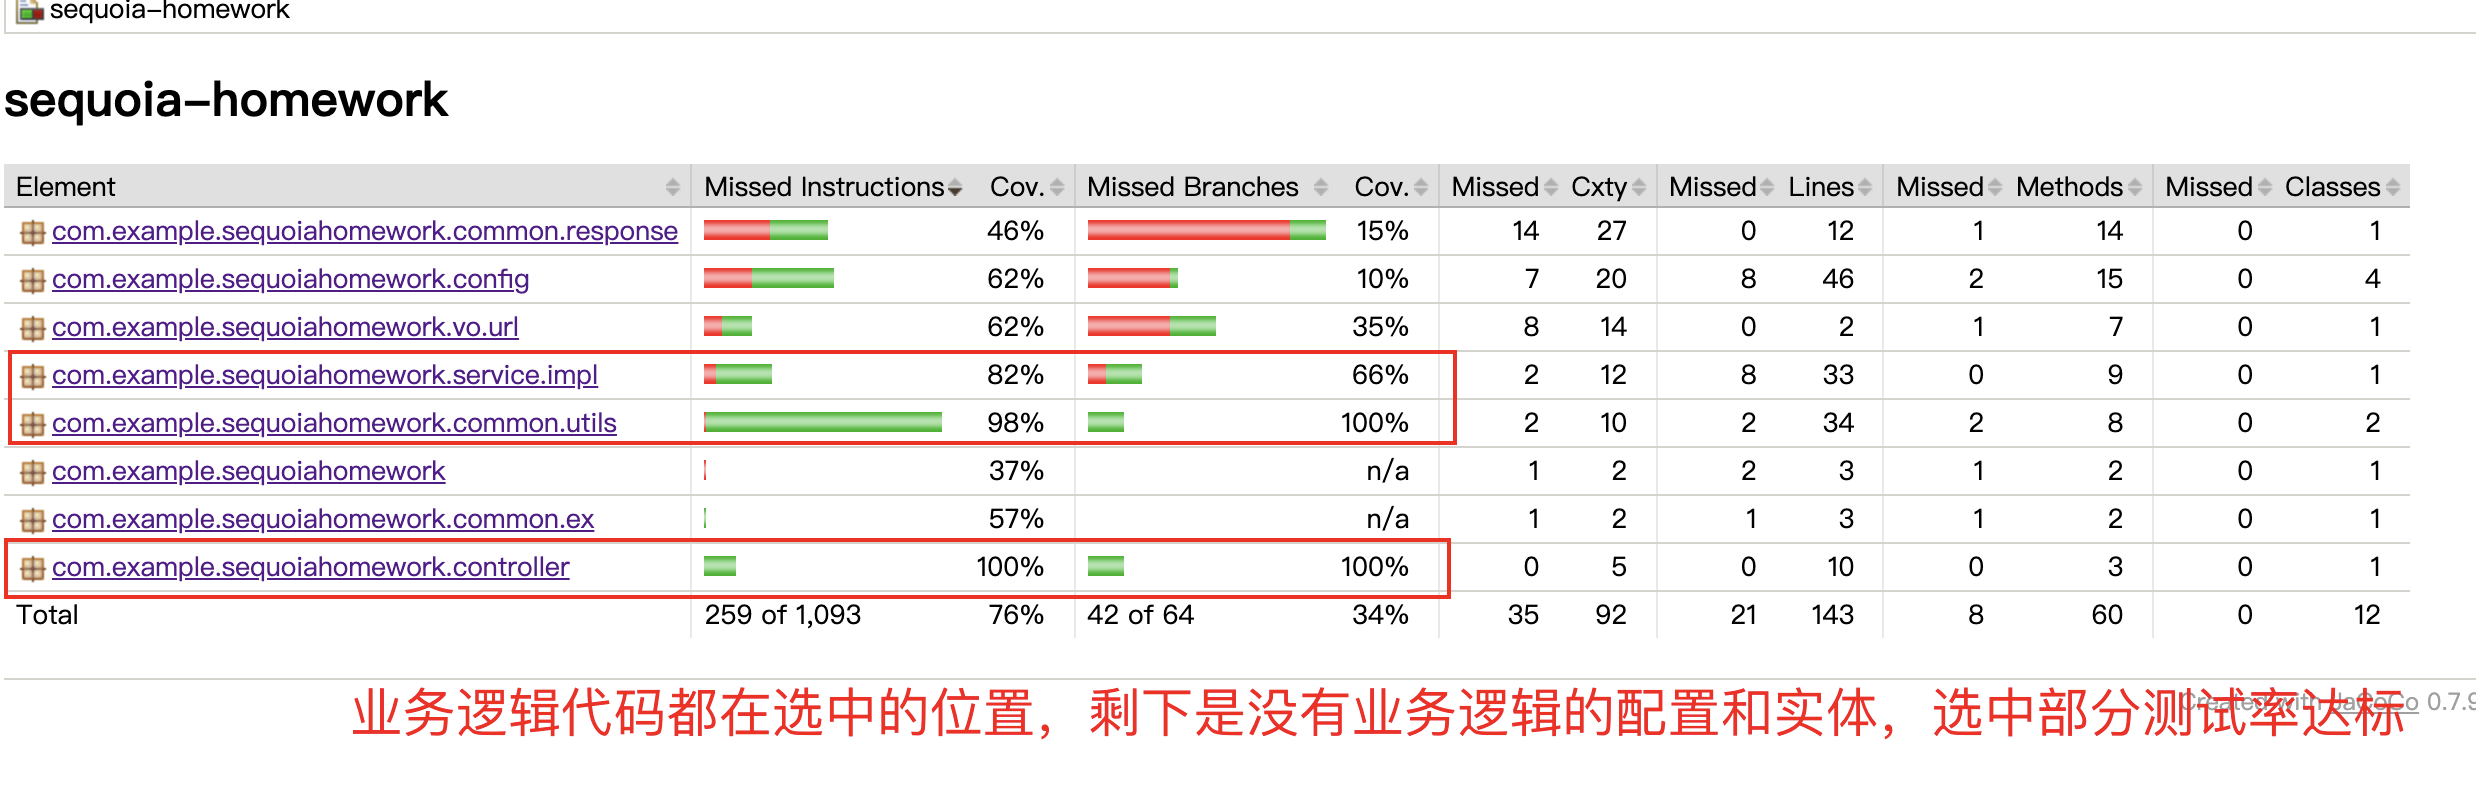 sequoia-homework
sequoia-homework
Element Missed Instructions Cov. Missed Branches Cov. Missed Cxty Missed Lines Missed Methods Missed Classes
com.example.sequoiahomework.common.response 46% 15% 14 27 0 12 1 14 0 1
com.example.sequoiahomework.config 62% 10% 7 20 8 46 2 15 0 4
com.example.sequoiahomework.vo.url 62% 35% 8 14 0 2 1 7 0 1
com.example.sequoiahomework.service.impl 82% 66% 2 12 8 33 0 9 0 1
com.example.sequoiahomework.common.utils 98% 100% 2 10 2 34 2 8 0 2
com.example.sequoiahomework 37% n/a 1 2 2 3 1 2 0 1
com.example.sequoiahomework.common.ex 57% n/a 1 2 1 3 1 2 0 1
com.example.sequoiahomework.controller 100% 100% 0 5 0 10 0 3 0 1
Total 259 of 1,093 76% 42 of 64 34% 35 92 21 143 8 60 0 12
Created with JaCoCo 0.7.9
业务逻辑代码都在选中的位置，剩下是没有业务逻辑的配置和实体，选中部分测试率达标